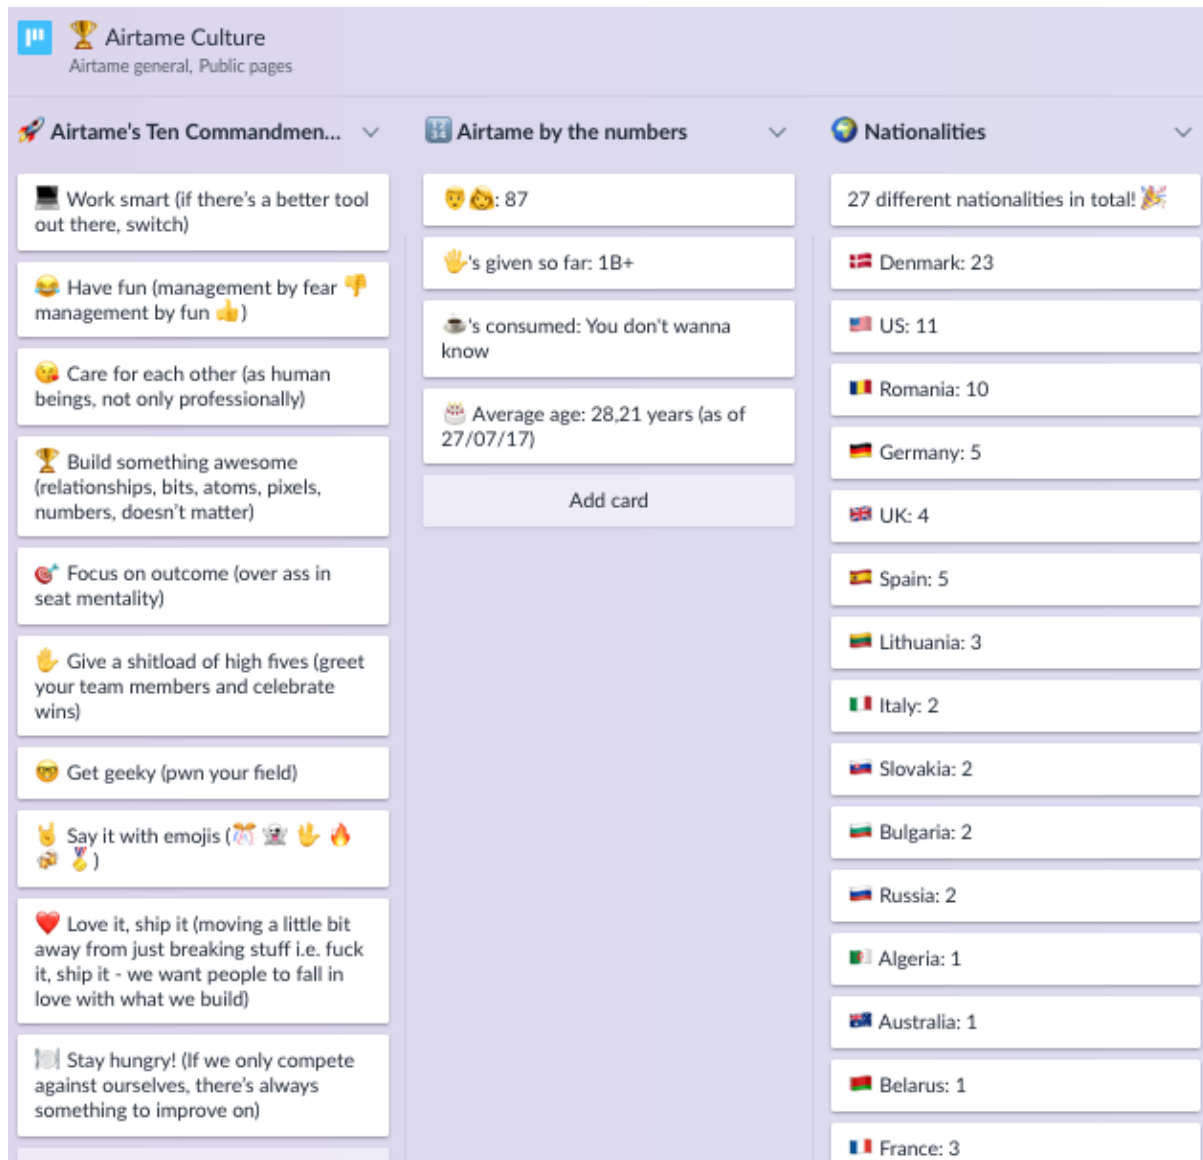 🏆 Airtame Culture
Airtame general, Public pages
🚀 Airtame's Ten Commandmen...
💻 Work smart (if there's a better tool
out there, switch)
😂 Have fun (management by fear 👎
management by fun 👍)
😘 Care for each other (as human
beings, not only professionally)
🏆 Build something awesome
(relationships, bits, atoms, pixels,
numbers, doesn't matter)
🎯 Focus on outcome (over ass in
seat mentality)
✋ Give a shitload of high fives (greet
your team members and celebrate
wins)
🤓 Get geeky (pwn your field)
🤘 Say it with emojis (🎊 👻 🖖 🔥
🍻 🏅)
❤️ Love it, ship it (moving a little bit
away from just breaking stuff i.e. fuck
it, ship it - we want people to fall in
love with what we build)
🍽 Stay hungry! (If we only compete
against ourselves, there's always
something to improve on)
🔢 Airtame by the numbers
👨👩: 87
🖐's given so far: 1B+
☕'s consumed: You don't wanna
know
🎂 Average age: 28,21 years (as of
27/07/17)
Add card
🌍 Nationalities
27 different nationalities in total! 🎉
🇩🇰 Denmark: 23
🇺🇸 US: 11
🇷🇴 Romania: 10
🇩🇪 Germany: 5
🇬🇧 UK: 4
🇪🇸 Spain: 5
🇱🇹 Lithuania: 3
🇮🇹 Italy: 2
🇸🇰 Slovakia: 2
🇧🇬 Bulgaria: 2
🇷🇺 Russia: 2
🇩🇿 Algeria: 1
🇦🇺 Australia: 1
🇧🇾 Belarus: 1
🇫🇷 France: 3